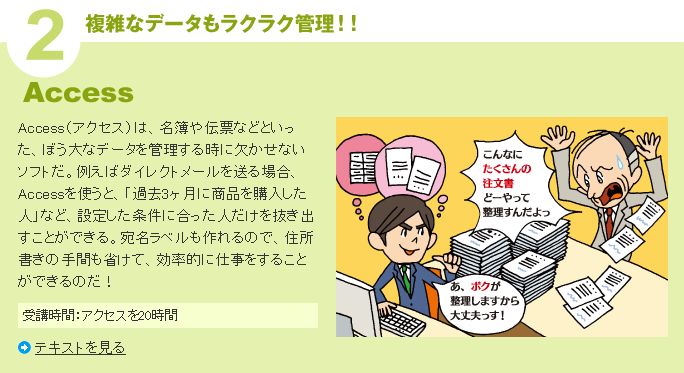 2
複雑なデータもラクラク管理！！
Access
Access（アクセス）は、名簿や伝票などといっ
た、ぼう大なデータを管理する時に欠かせない
ソフトだ。例えばダイレクトメールを送る場合、
Accessを使うと、「過去3ヶ月に商品を購入した
人」など、設定した条件に合った人だけを抜き出
すことができる。宛名ラベルも作れるので、住所
書きの手間も省けて、効率的に仕事をすること
ができるのだ！
受講時間：アクセスを20時間
テキストを見る
こんなに
たくさんの
注文書
どーやって
整理すんだよっ
あ、ボクが
整理しますから
大丈夫っす！